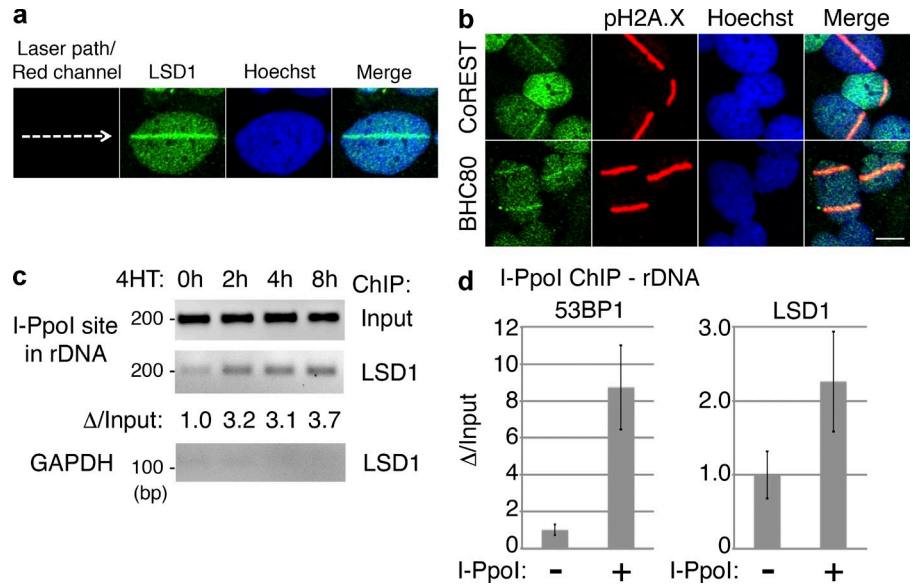 a
Laser path/
Red channel
LSD1
Hoechst
Merge
b
pH2A.X
Hoechst
Merge
CoREST
BHC80
c
4HT: 0h 2h 4h 8h ChIP:
I-PpoI site
in rDNA
200 -
Input
200 -
LSD1
Δ/Input: 1.0 3.2 3.1 3.7
GAPDH
100 -
(bp)
LSD1
d
I-PpoI ChIP - rDNA
53BP1
Δ/Input
12
10
8
6
4
2
0
I-PpoI: - +
LSD1
3.0
2.0
1.0
0
I-PpoI: - +